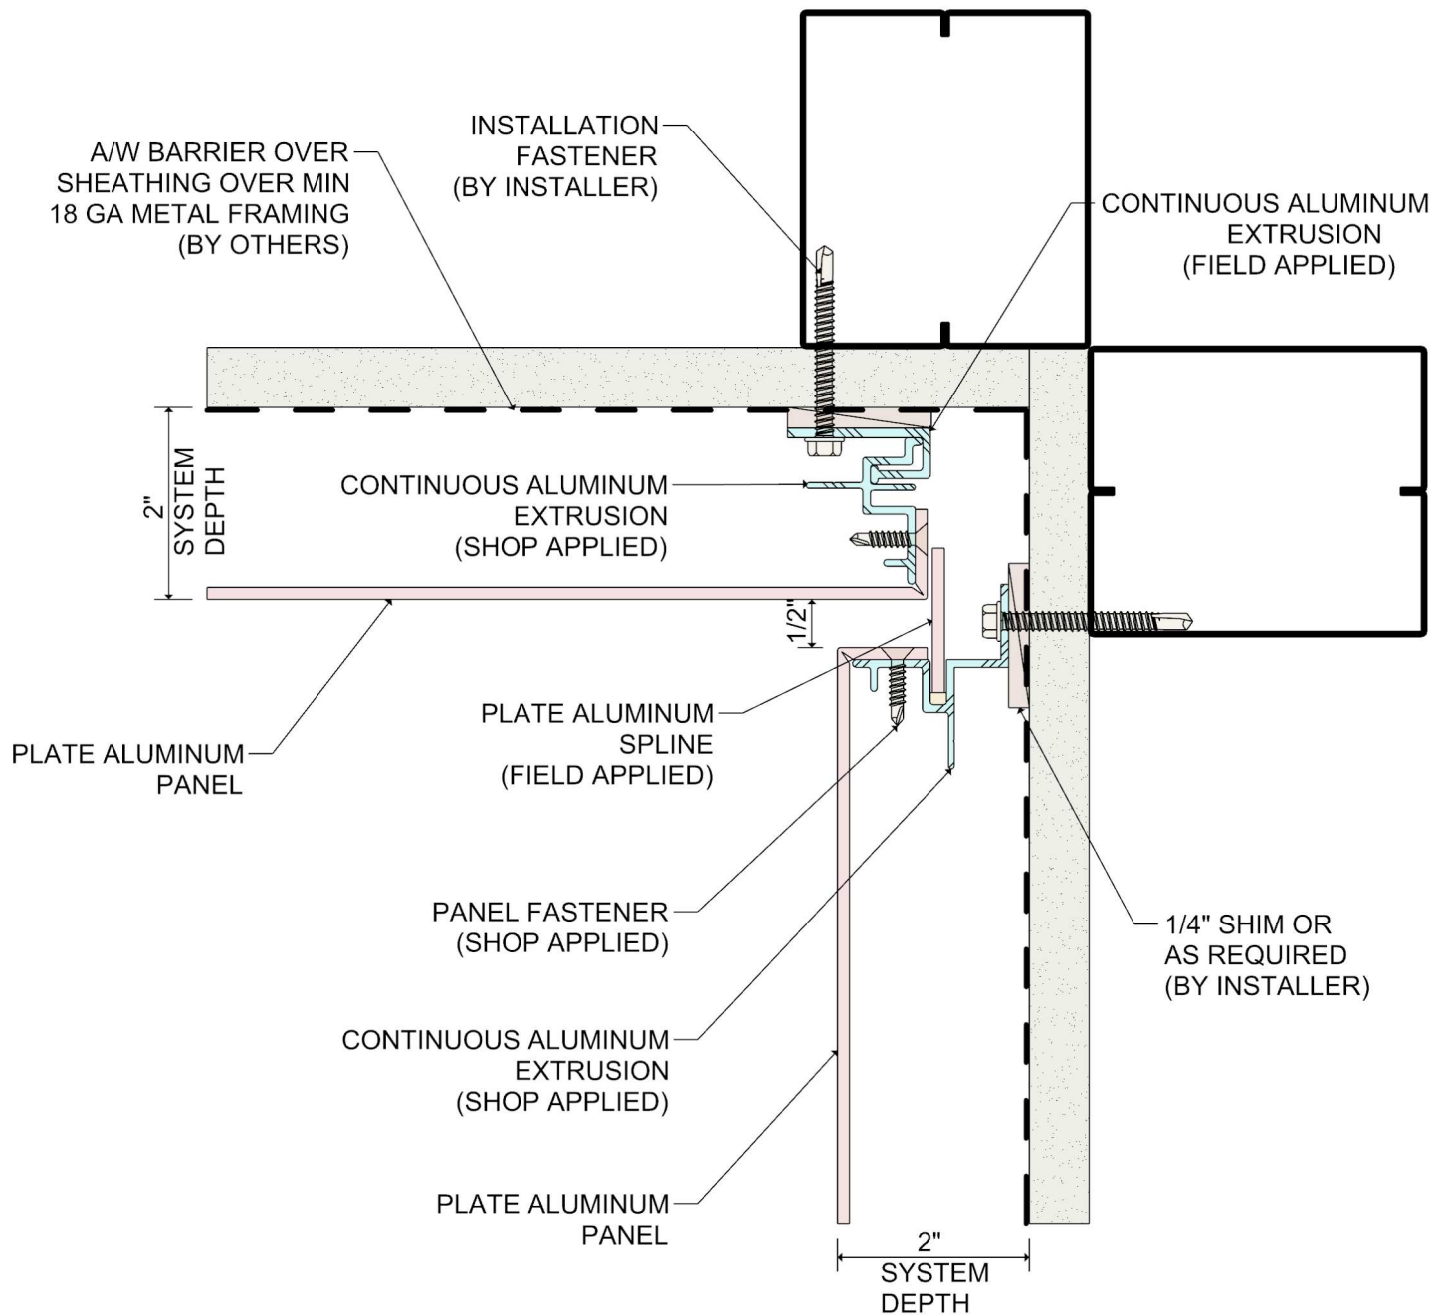 INSTALLATION
FASTENER
(BY INSTALLER)
A/W BARRIER OVER
SHEATHING OVER MIN
18 GA METAL FRAMING
(BY OTHERS)
CONTINUOUS ALUMINUM
EXTRUSION
(FIELD APPLIED)
2"
SYSTEM
DEPTH
CONTINUOUS ALUMINUM
EXTRUSION
(SHOP APPLIED)
1/2"
PLATE ALUMINUM
SPLINE
(FIELD APPLIED)
PLATE ALUMINUM
PANEL
PANEL FASTENER
(SHOP APPLIED)
1/4" SHIM OR
AS REQUIRED
(BY INSTALLER)
CONTINUOUS ALUMINUM
EXTRUSION
(SHOP APPLIED)
PLATE ALUMINUM
PANEL
2"
SYSTEM
DEPTH